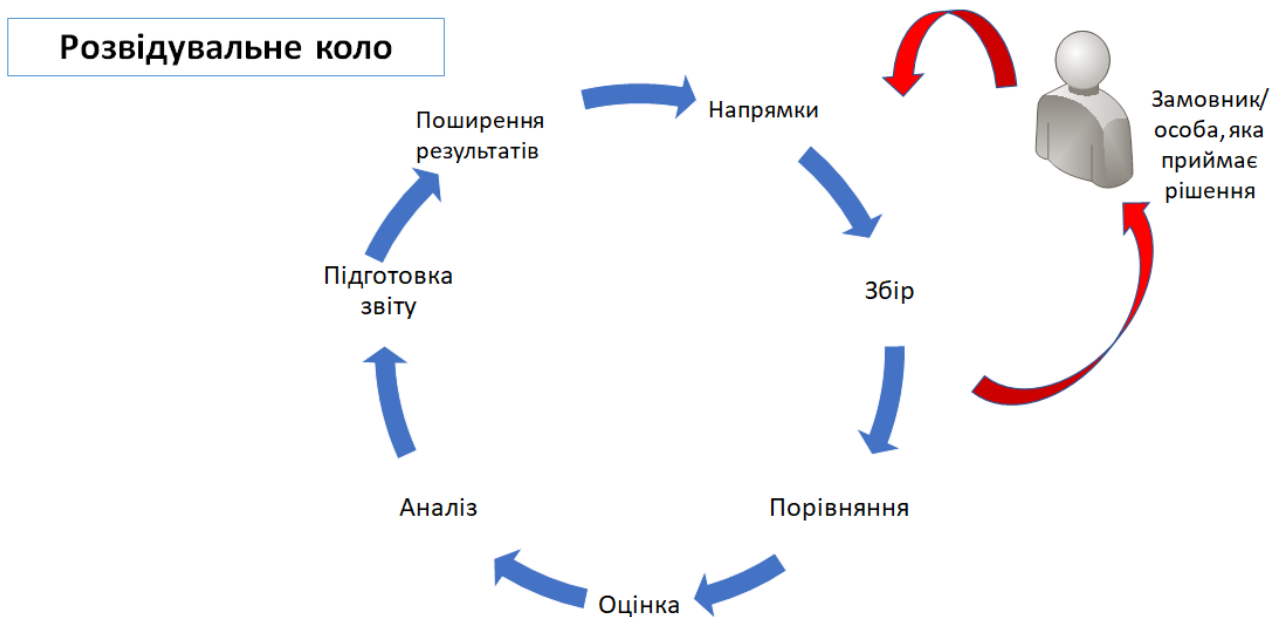 Розвідувальне коло
Напрямки
Замовник/
особа, яка
приймає
рішення
Поширення
результатів
Підготовка
звіту
Збір
Аналіз
Порівняння
Оцінка